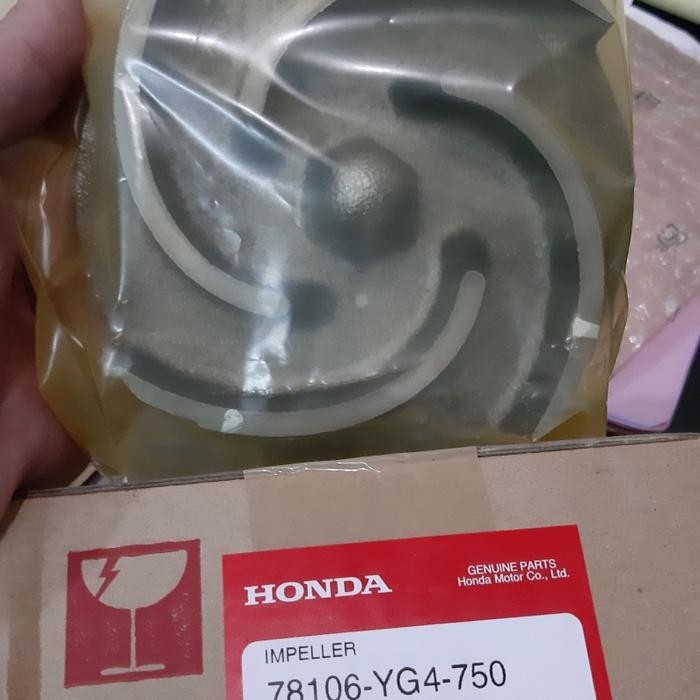 HONDA
GENUINE PARTS
Honda Motor Co., Ltd.
IMPELLER
78106-YG4-750